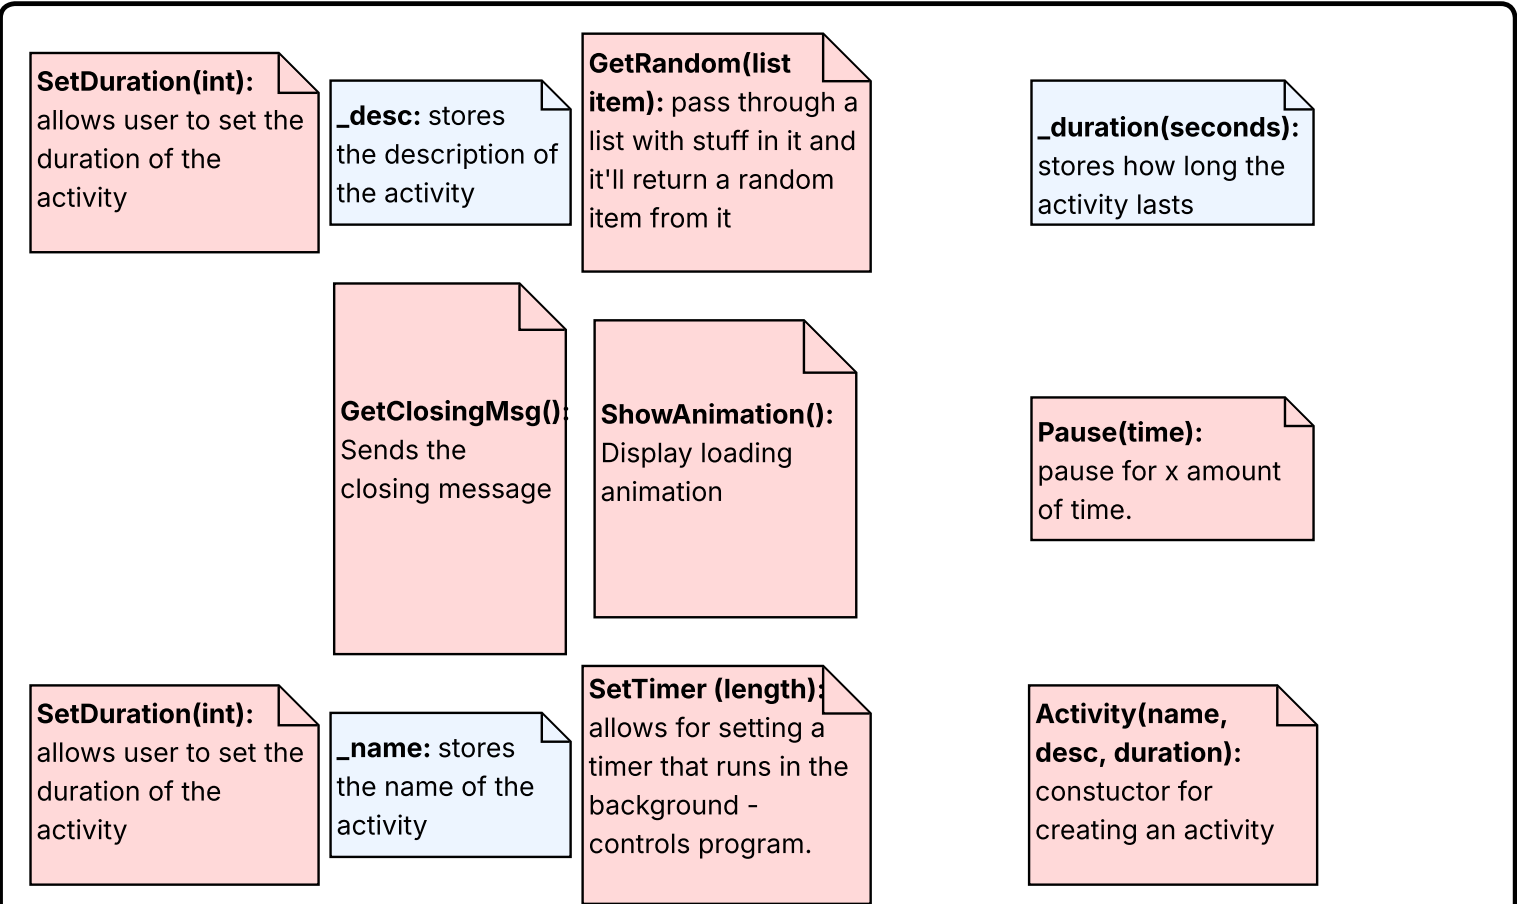 SetDuration(int):
allows user to set the
duration of the
activity
_desc: stores
the description of
the activity
GetRandom(list
item): pass through a
list with stuff in it and
it'll return a random
item from it
_duration(seconds):
stores how long the
activity lasts
GetClosingMsg():
Sends the
closing message
ShowAnimation():
Display loading
animation
Pause(time):
pause for x amount
of time.
SetDuration(int):
allows user to set the
duration of the
activity
_name: stores
the name of the
activity
SetTimer (length):
allows for setting a
timer that runs in the
background -
controls program.
Activity(name,
desc, duration):
constuctor for
creating an activity